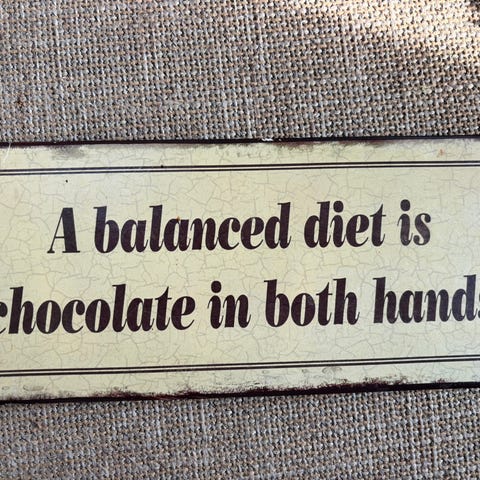 A balanced diet is
chocolate in both hands